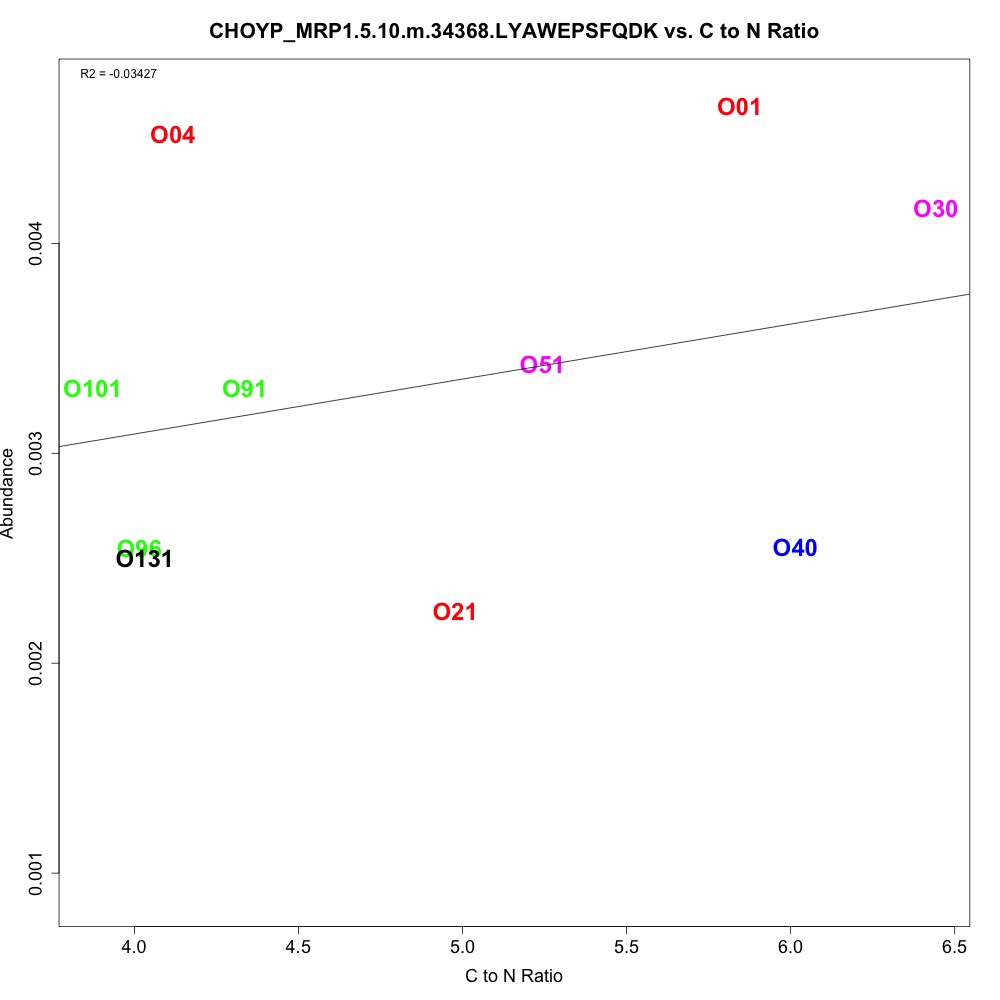 CHOYP_MRP1.5.10.m.34368.LYAWEPSFQDK vs. C to N Ratio
R2 = -0.03427
O01
O04
O30
0.004
O51
O101
O91
0.003
Abundance
O96
O131
O40
O21
0.002
0.001
4.0 4.5 5.0 5.5 6.0 6.5
C to N Ratio